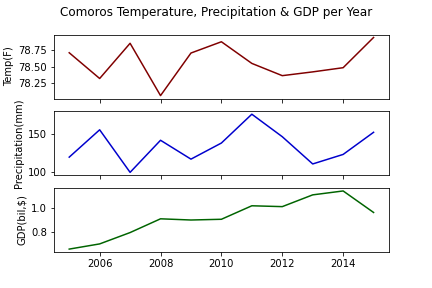 Comoros Temperature, Precipitation & GDP per Year
Temp(F)
78.75
78.50
78.25
Precipitation(mm)
150
100
GDP(bil,$)
1.0
0.8
2006 2008 2010 2012 2014